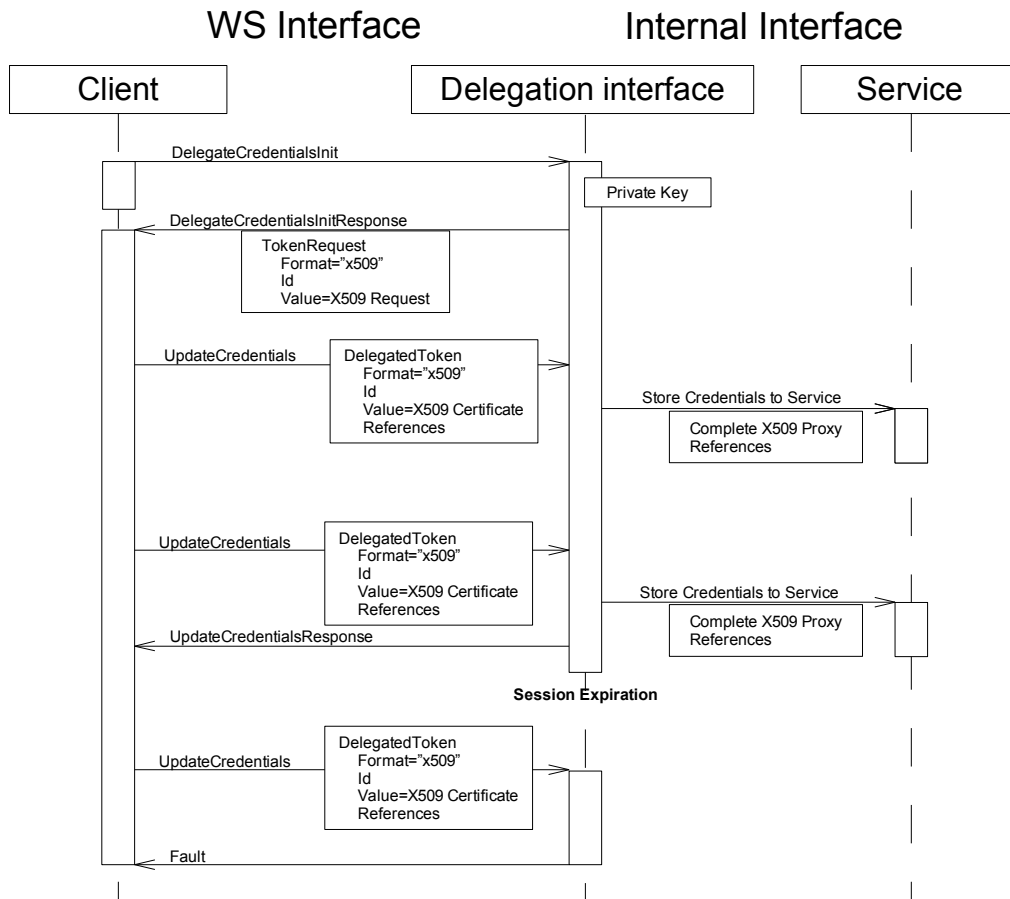 WS Interface
Internal Interface
Client
Delegation interface
Service
DelegateCredentialsInit
Private Key
DelegateCredentialsInitResponse
TokenRequest
Format=”x509”
Id
Value=X509 Request
UpdateCredentials
DelegatedToken
Format=”x509”
Id
Value=X509 Certificate
References
Store Credentials to Service
Complete X509 Proxy
References
UpdateCredentials
DelegatedToken
Format=”x509”
Id
Value=X509 Certificate
References
Store Credentials to Service
Complete X509 Proxy
References
UpdateCredentialsResponse
Session Expiration
UpdateCredentials
DelegatedToken
Format=”x509”
Id
Value=X509 Certificate
References
Fault